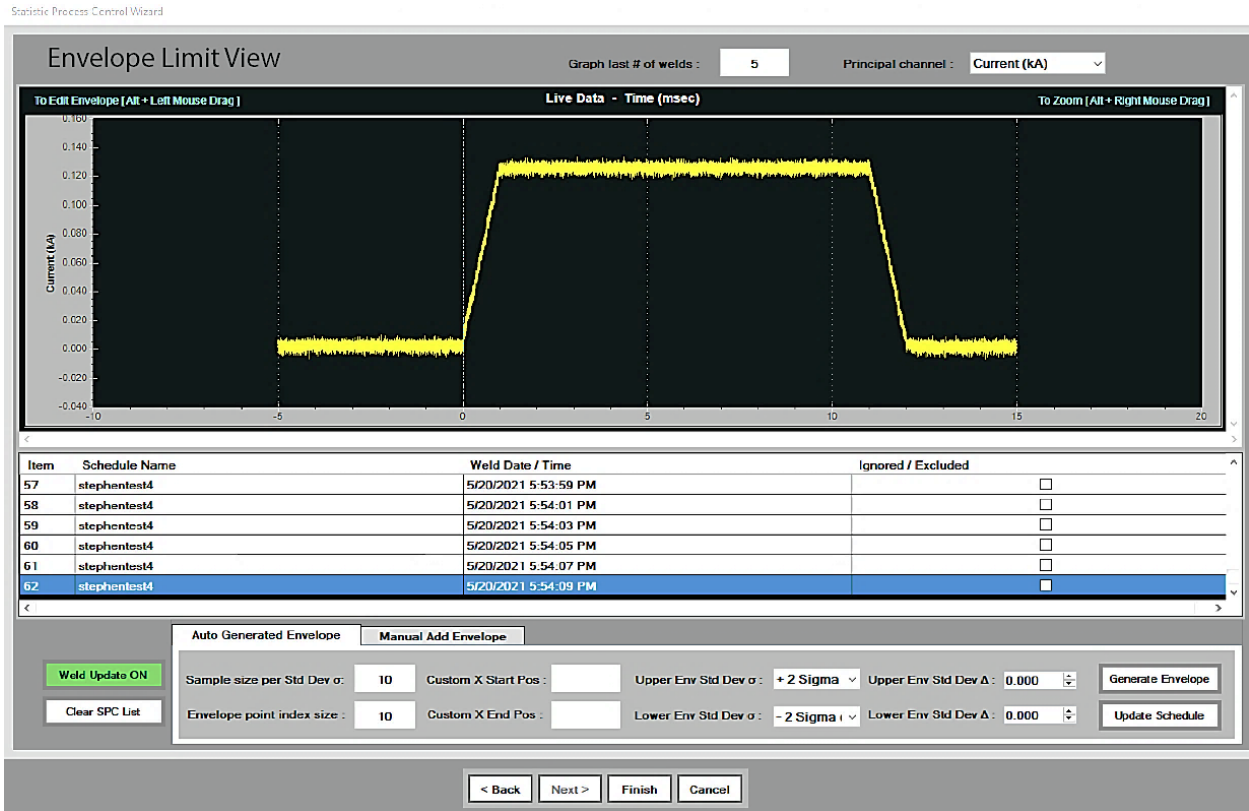 Statistic Process Control Wizard
Envelope Limit View
Graph last # of welds : 5 Principal channel : Current (kA)
To Edit Envelope [Alt + Left Mouse Drag ] Live Data - Time (msec) To Zoom [Alt + Right Mouse Drag ]
0.160
0.140
0.120
0.100
0.080
0.060
0.040
0.020
0.000
-0.020
-0.040
Current (kA)
-10 -5 0 5 10 15 20
Item Schedule Name Weld Date / Time Ignored / Excluded
57 stephentest4 5/20/2021 5:53:59 PM
58 stephentest4 5/20/2021 5:54:01 PM
59 stephentest4 5/20/2021 5:54:03 PM
60 stephentest4 5/20/2021 5:54:05 PM
61 stephentest4 5/20/2021 5:54:07 PM
62 stephentest4 5/20/2021 5:54:09 PM
Auto Generated Envelope Manual Add Envelope
Weld Update ON
Clear SPC List
Sample size per Std Dev σ: 10 Custom X Start Pos : Upper Env Std Dev σ : + 2 Sigma Upper Env Std Dev Δ : 0.000 Generate Envelope
Envelope point index size : 10 Custom X End Pos : Lower Env Std Dev σ : - 2 Sigma ( Lower Env Std Dev Δ : 0.000 Update Schedule
< Back Next > Finish Cancel